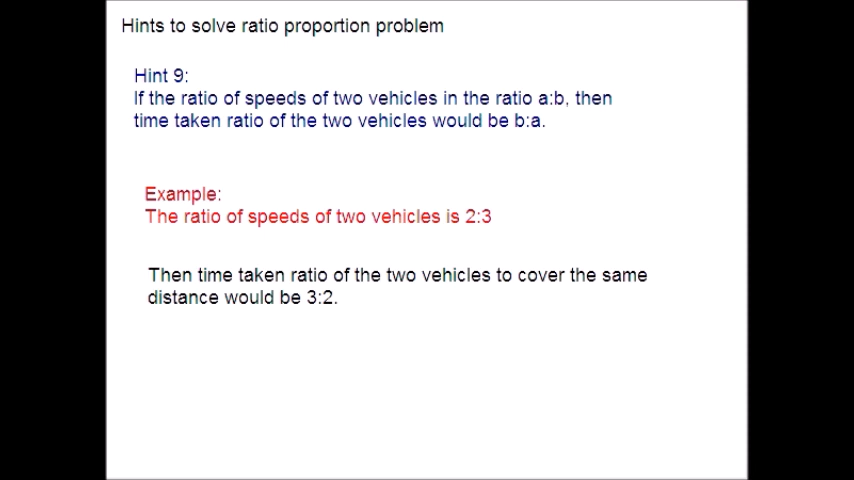 Hints to solve ratio proportion problem
Hint 9:
If the ratio of speeds of two vehicles in the ratio a:b, then
time taken ratio of the two vehicles would be b:a.
Example:
The ratio of speeds of two vehicles is 2:3
Then time taken ratio of the two vehicles to cover the same
distance would be 3:2.